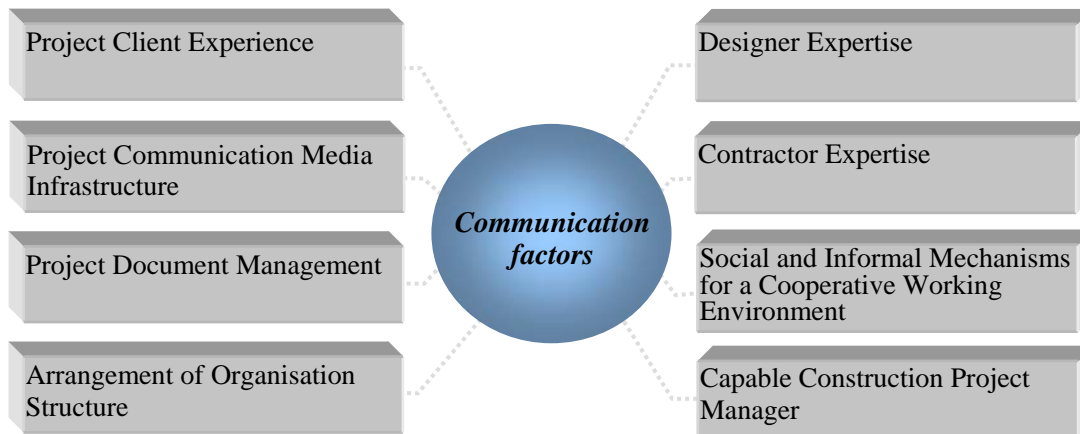 Project Client Experience
Project Communication Media
Infrastructure
Project Document Management
Arrangement of Organisation
Structure
Communication
factors
Designer Expertise
Contractor Expertise
Social and Informal Mechanisms
for a Cooperative Working
Environment
Capable Construction Project
Manager